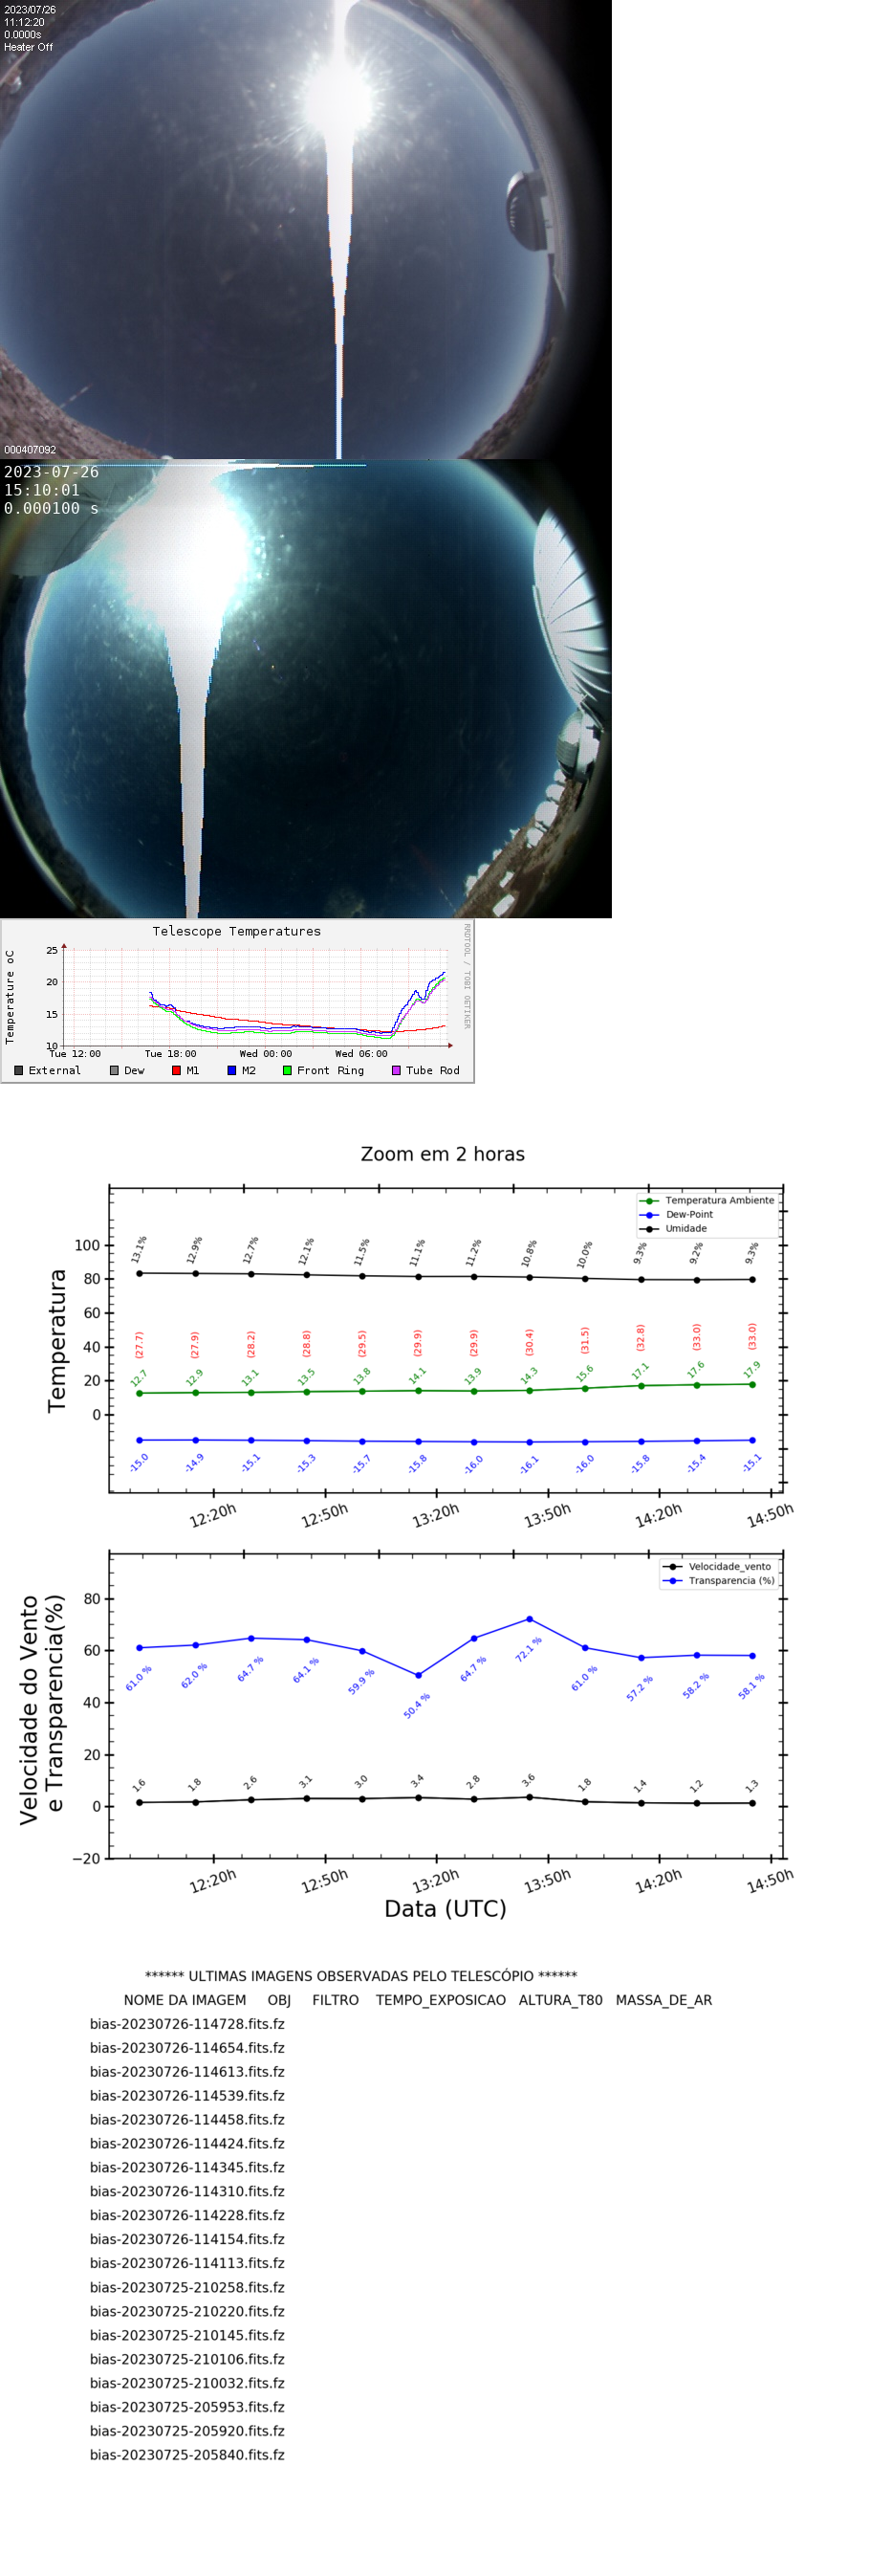 2023/07/26
11:12:20
0.0000s
Heater Off
000407092
2023-07-26
15:10:01
0.000100 s
Telescope Temperatures
RRDTOOL / TOBI OETIKER
Temperature oC
25
20
15
10
Tue 12:00 Tue 18:00 Wed 00:00 Wed 06:00
External Dew M1 M2 Front Ring Tube Rod
Zoom em 2 horas
Temperatura Ambiente
Dew-Point
Umidade
Temperatura
100
80
60
40
20
0
13.1% 12.9% 12.7% 12.1% 11.5% 11.1% 11.2% 10.8% 10.0% 9.3% 9.2% 9.3%
(27.7) (27.9) (28.2) (28.8) (29.5) (29.9) (29.9) (30.4) (31.5) (32.8) (33.0) (33.0)
12.7 12.9 13.1 13.5 13.8 14.1 13.9 14.3 15.6 17.1 17.6 17.9
-15.0 -14.9 -15.1 -15.3 -15.7 -15.8 -16.0 -16.1 -16.0 -15.8 -15.4 -15.1
12:20h 12:50h 13:20h 13:50h 14:20h 14:50h
Velocidade_vento
Transparencia (%)
Velocidade do Vento
e Transparencia(%)
80
60
40
20
0
−20
61.0 % 62.0 % 64.7 % 64.1 % 59.9 % 50.4 % 64.7 % 72.1 % 61.0 % 57.2 % 58.2 % 58.1 %
1.6 1.8 2.6 3.1 3.0 3.4 2.8 3.6 1.8 1.4 1.2 1.3
12:20h 12:50h 13:20h 13:50h 14:20h 14:50h
Data (UTC)
****** ULTIMAS IMAGENS OBSERVADAS PELO TELESCÓPIO ******
NOME DA IMAGEM OBJ FILTRO TEMPO_EXPOSICAO ALTURA_T80 MASSA_DE_AR
bias-20230726-114728.fits.fz
bias-20230726-114654.fits.fz
bias-20230726-114613.fits.fz
bias-20230726-114539.fits.fz
bias-20230726-114458.fits.fz
bias-20230726-114424.fits.fz
bias-20230726-114345.fits.fz
bias-20230726-114310.fits.fz
bias-20230726-114228.fits.fz
bias-20230726-114154.fits.fz
bias-20230726-114113.fits.fz
bias-20230725-210258.fits.fz
bias-20230725-210220.fits.fz
bias-20230725-210145.fits.fz
bias-20230725-210106.fits.fz
bias-20230725-210032.fits.fz
bias-20230725-205953.fits.fz
bias-20230725-205920.fits.fz
bias-20230725-205840.fits.fz